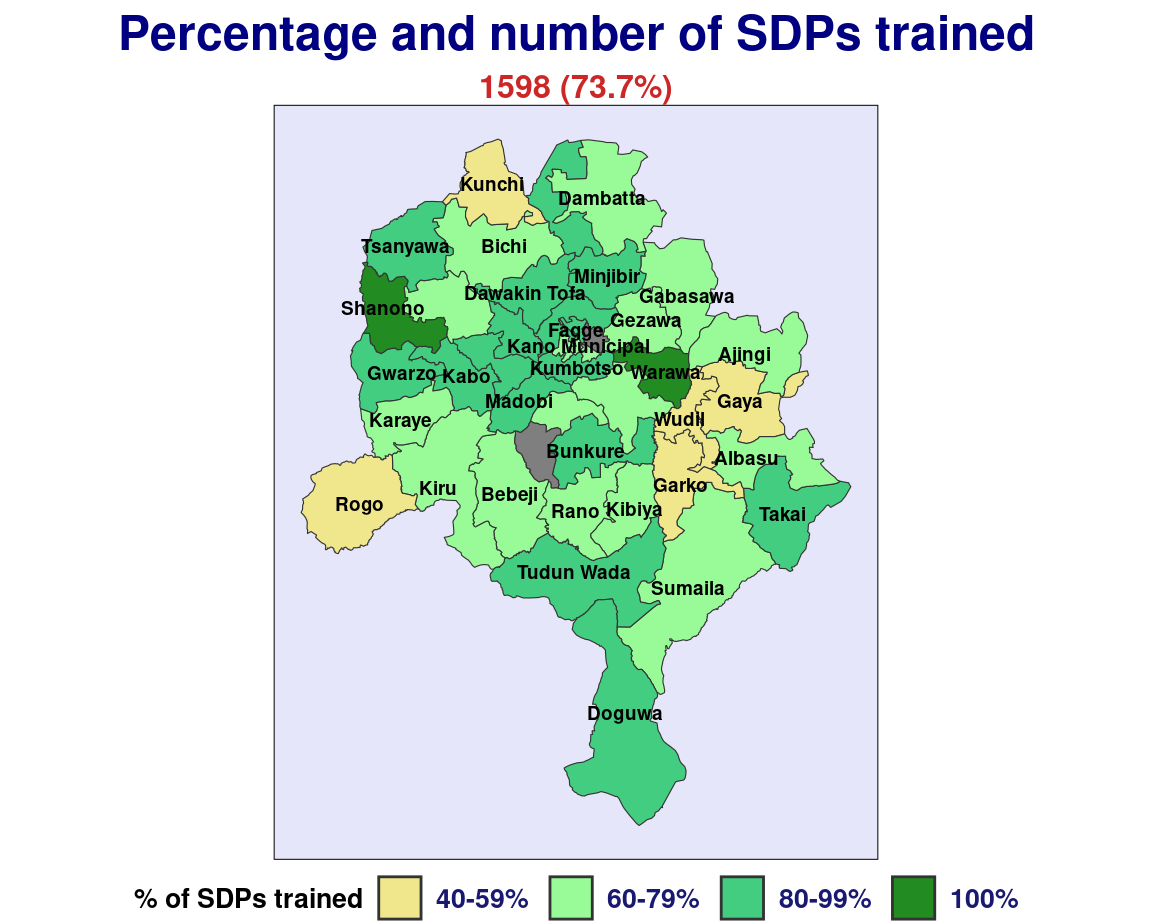 Percentage and number of SDPs trained
1598 (73.7%)
Kunchi
Dambatta
Tsanyawa
Bichi
Minjibir
Dawakin Tofa
Gabasawa
Shanono
Gezawa
Fagge
Kano Municipal
Ajingi
Kumbotso
Warawa
Gwarzo
Kabo
Madobi
Gaya
Karaye
Wudil
Bunkure
Albasu
Garko
Kiru
Bebeji
Rogo
Rano
Kibiya
Takai
Tudun Wada
Sumaila
Doguwa
% of SDPs trained
40-59%
60-79%
80-99%
100%